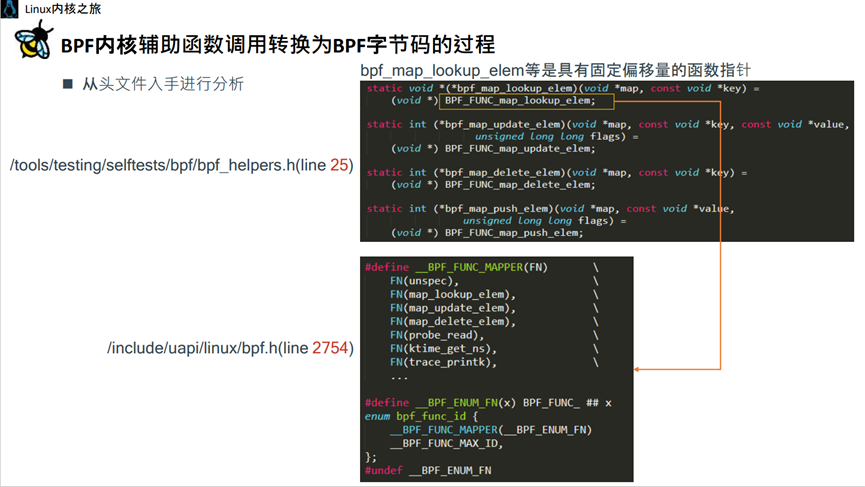 Linux内核之旅
BPF内核辅助函数调用转换为BPF字节码的过程
■ 从头文件入手进行分析
bpf_map_lookup_elem等是具有固定偏移量的函数指针
/tools/testing/selftests/bpf/bpf_helpers.h(line 25)
static void *(*bpf_map_lookup_elem)(void *map, const void *key) =
(void *) BPF_FUNC_map_lookup_elem;
static int (*bpf_map_update_elem)(void *map, const void *key, const void *value,
unsigned long long flags) =
(void *) BPF_FUNC_map_update_elem;
static int (*bpf_map_delete_elem)(void *map, const void *key) =
(void *) BPF_FUNC_map_delete_elem;
static int (*bpf_map_push_elem)(void *map, const void *value,
unsigned long long flags) =
(void *) BPF_FUNC_map_push_elem;
/include/uapi/linux/bpf.h(line 2754)
#define __BPF_FUNC_MAPPER(FN) \
FN(unspec), \
FN(map_lookup_elem), \
FN(map_update_elem), \
FN(map_delete_elem), \
FN(probe_read), \
FN(ktime_get_ns), \
FN(trace_printk), \
...
#define __BPF_ENUM_FN(x) BPF_FUNC_ ## x
enum bpf_func_id {
__BPF_FUNC_MAPPER(__BPF_ENUM_FN)
__BPF_FUNC_MAX_ID,
};
#undef __BPF_ENUM_FN